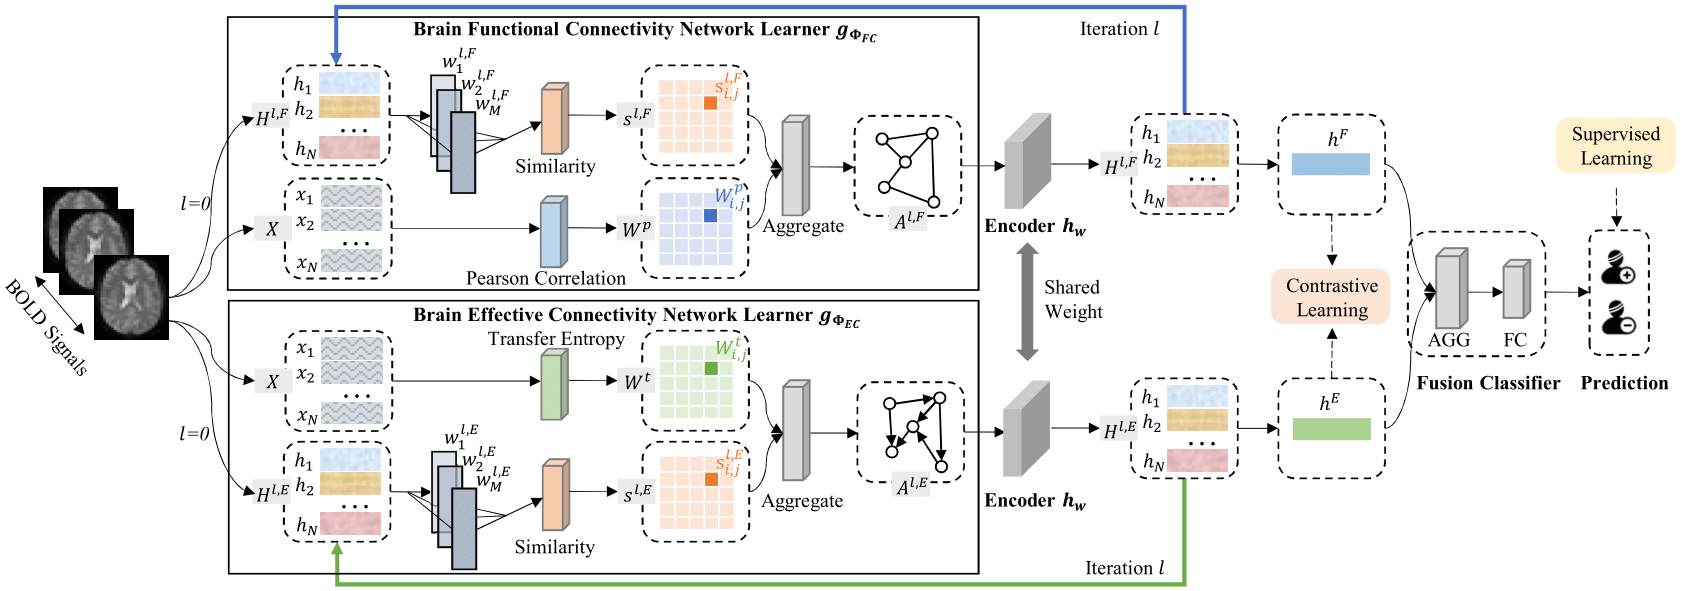 Brain Functional Connectivity Network Learner g_{Φ_{FC}}
Iteration l
H^{l,F}
h_1
h_2
...
h_N
w_1^{l,F}
w_2^{l,F}
w_M^{l,F}
Similarity
s^{l,F}
s_{i,j}^{l,F}
l=0
X
x_1
x_2
...
x_N
Pearson Correlation
W^p
W_{i,j}^p
Aggregate
A^{l,F}
Encoder h_w
H^{l,F}
h_1
h_2
...
h_N
h^F
Supervised
Learning
BOLD Signals
Shared
Weight
Contrastive
Learning
AGG
FC
Fusion Classifier
Prediction
Brain Effective Connectivity Network Learner g_{Φ_{EC}}
Transfer Entropy
X
x_1
x_2
...
x_N
W^t
W_{i,j}^t
l=0
H^{l,E}
h_1
h_2
...
h_N
w_1^{l,E}
w_2^{l,E}
w_M^{l,E}
Similarity
s^{l,E}
s_{i,j}^{l,E}
Aggregate
A^{l,E}
Encoder h_w
H^{l,E}
h_1
h_2
...
h_N
h^E
Iteration l